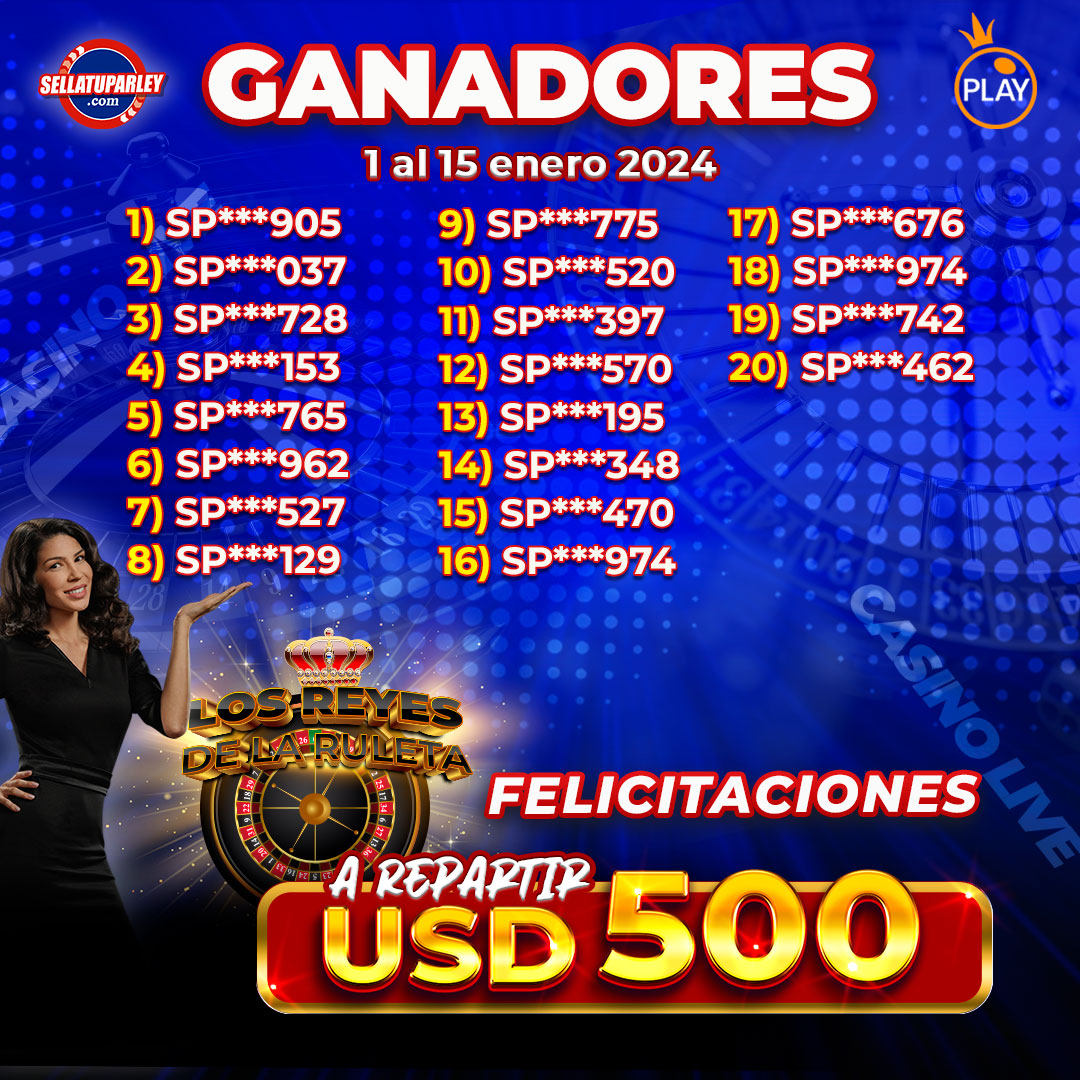 SELLATUPARLEY
.com
GANADORES
PLAY
1 al 15 enero 2024
1) SP***905
2) SP***037
3) SP***728
4) SP***153
5) SP***765
6) SP***962
7) SP***527
8) SP***129
9) SP***775
10) SP***520
11) SP***397
12) SP***570
13) SP***195
14) SP***348
15) SP***470
16) SP***974
17) SP***676
18) SP***974
19) SP***742
20) SP***462
CASINO LIVE
LOS REYES
DE LA RULETA
FELICITACIONES
A REPARTIR
USD 500